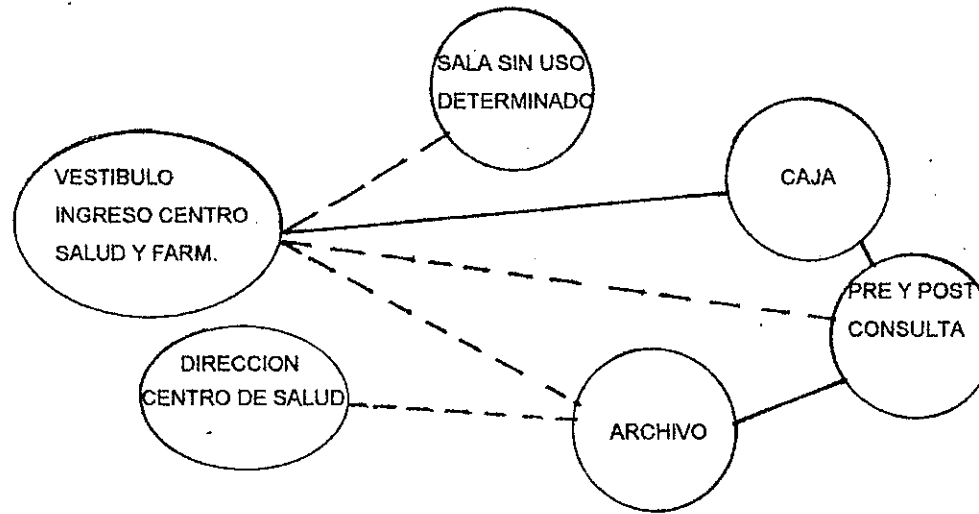 SALA SIN USO
DETERMINADO
VESTIBULO
INGRESO CENTRO
SALUD Y FARM.
CAJA
PRE Y POST
CONSULTA
DIRECCION
CENTRO DE SALUD
ARCHIVO